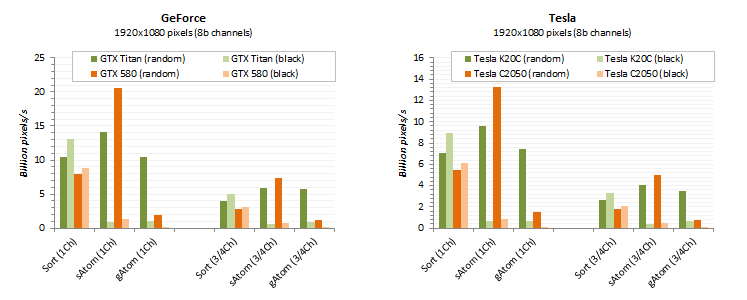 GeForce
1920x1080 pixels (8b channels)
GTX Titan (random) GTX Titan (black)
GTX 580 (random) GTX 580 (black)
Billion pixels/s
25
20
15
10
5
0
Sort (1Ch) sAtom (1Ch) gAtom (1Ch) Sort (3/4Ch) sAtom (3/4Ch) gAtom (3/4Ch)
Tesla
1920x1080 pixels (8b channels)
Tesla K20C (random) Tesla K20C (black)
Tesla C2050 (random) Tesla C2050 (black)
Billion pixels/s
16
14
12
10
8
6
4
2
0
Sort (1Ch) sAtom (1Ch) gAtom (1Ch) Sort (3/4Ch) sAtom (3/4Ch) gAtom (3/4Ch)